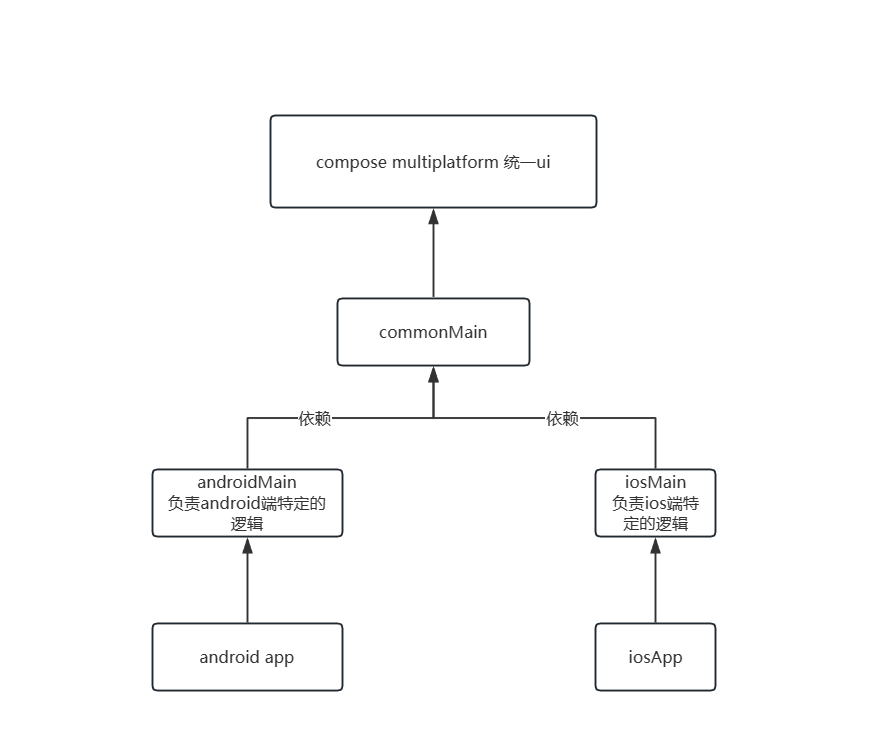 compose multiplatform 统一ui
commonMain
依赖
依赖
androidMain
负责android端特定的
逻辑
iosMain
负责ios端特
定的逻辑
android app
iosApp